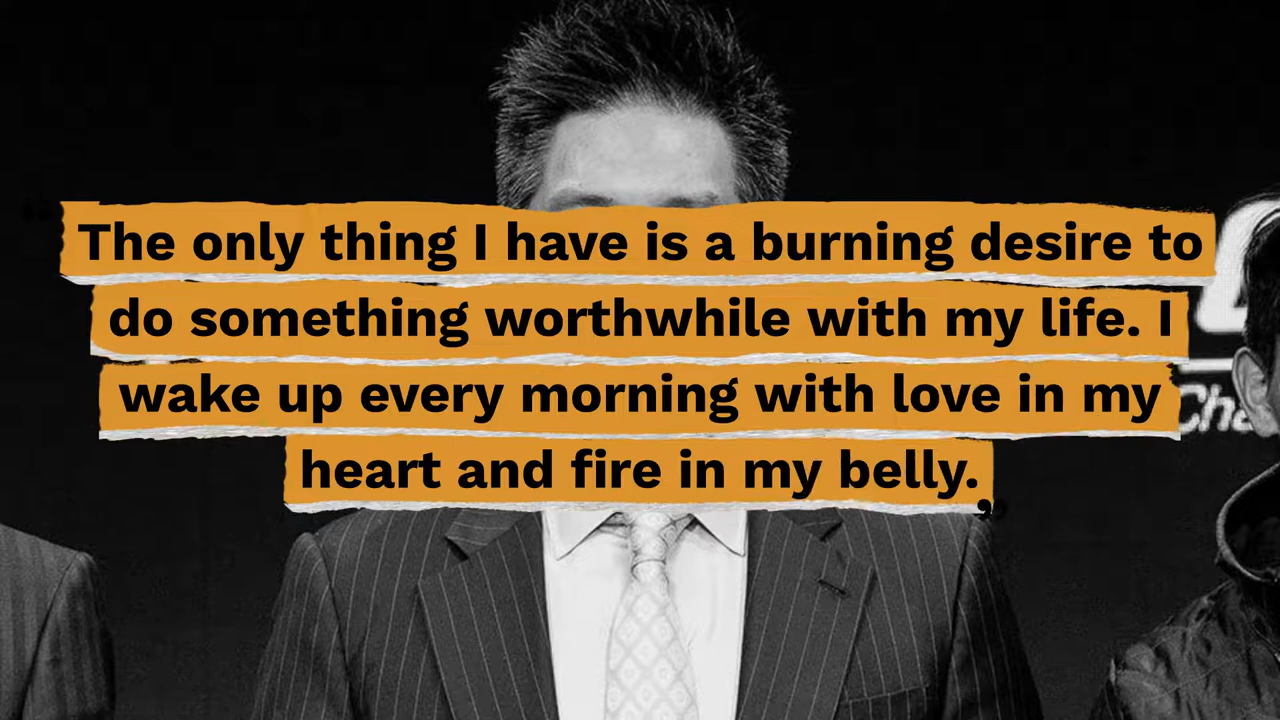 The only thing I have is a burning desire to
do something worthwhile with my life. I
wake up every morning with love in my
heart and fire in my belly.”
Cha